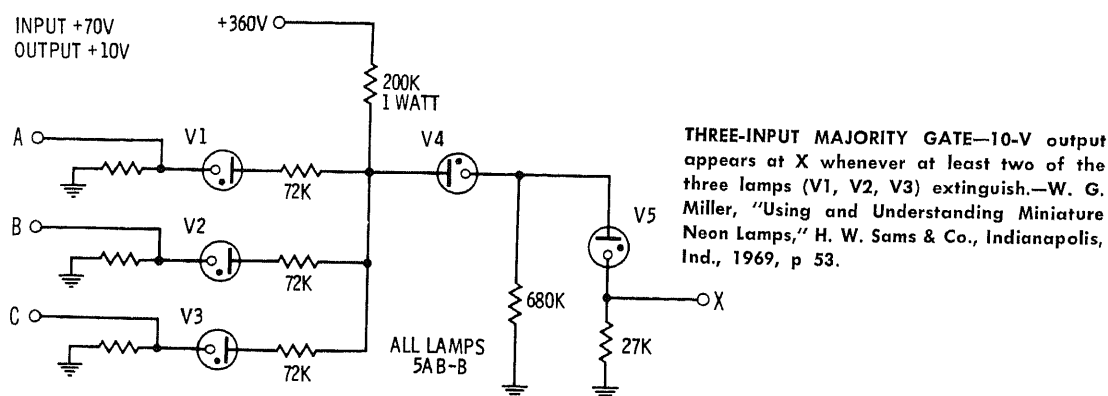 INPUT +70V
OUTPUT +10V
+360V
200K
1 WATT
A
V1
72K
V4
B
V2
72K
V5
C
V3
72K
680K
X
27K
ALL LAMPS
5AB-B
THREE-INPUT MAJORITY GATE—10-V output
appears at X whenever at least two of the
three lamps (V1, V2, V3) extinguish.—W. G.
Miller, "Using and Understanding Miniature
Neon Lamps," H. W. Sams & Co., Indianapolis,
Ind., 1969, p 53.